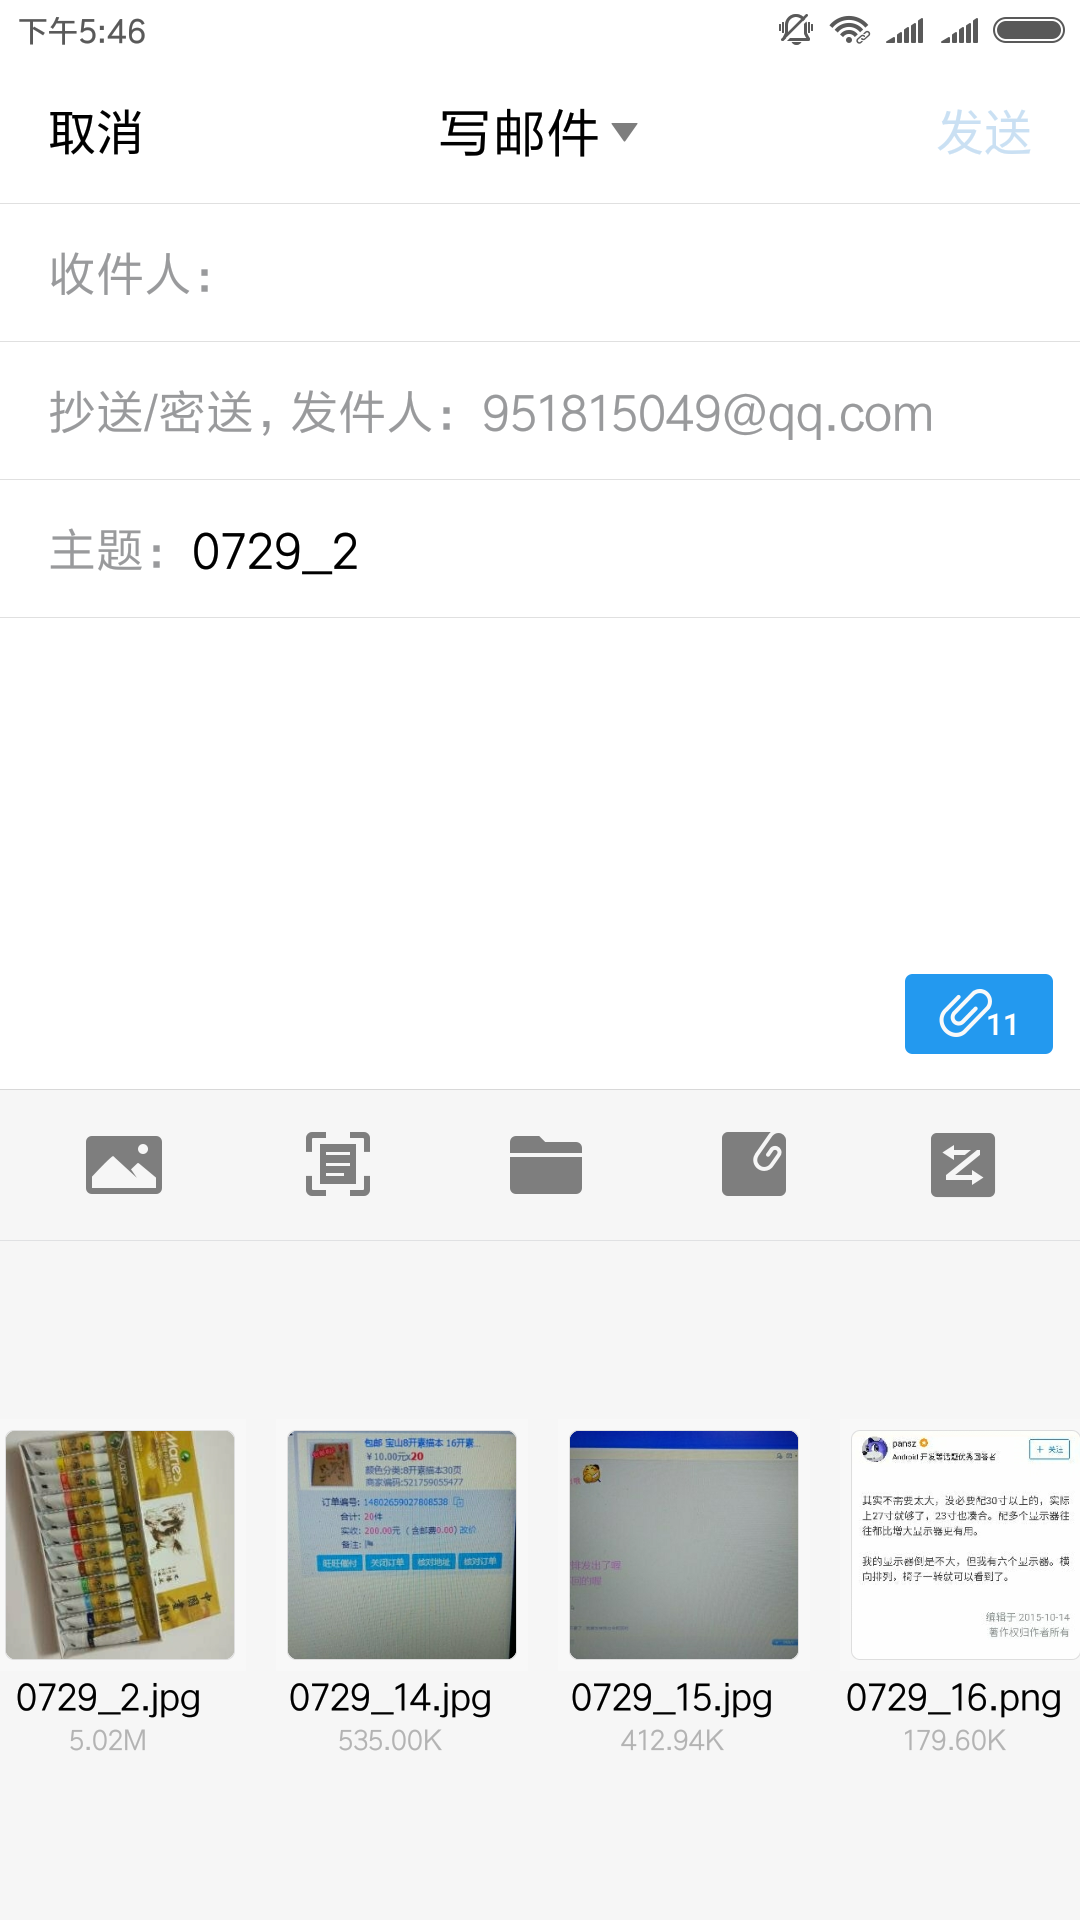 下午5:46
取消
写邮件
发送
收件人：
抄送/密送，发件人：951815049@qq.com
主题：0729_2
11
Maries
包邮 宝山8开素描本 16开素...
¥10.00元x20
颜色分类:8开素描本30页
商家编码:521759055477
订单编号: 14802659027808538
合计: 20件
实收: 200.00元 (含邮费0.00) 改价
备注:
旺旺催付 关闭订单 核对地址 核对订单
pansz
+ 关注
Android 开发等话题优秀回答者
其实不需要太大，没必要配30寸以上的，实际
上27寸就够了，23寸也凑合。配多个显示器往
往都比增大显示器更有用。
我的显示器倒是不大，但我有六个显示器。横
向排列，椅子一转就可以看到了。
编辑于 2015-10-14
著作权归作者所有
0729_2.jpg
5.02M
0729_14.jpg
535.00K
0729_15.jpg
412.94K
0729_16.png
179.60K